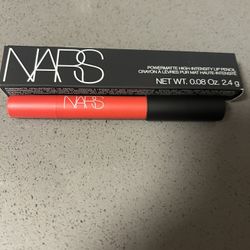 NARS
POWERMATTE HIGH-INTENSITY LIP PENCIL
CRAYON À LÈVRES PUR MAT HAUTE-INTENSITÉ
NET WT. 0.08 Oz. 2.4 g
NARS